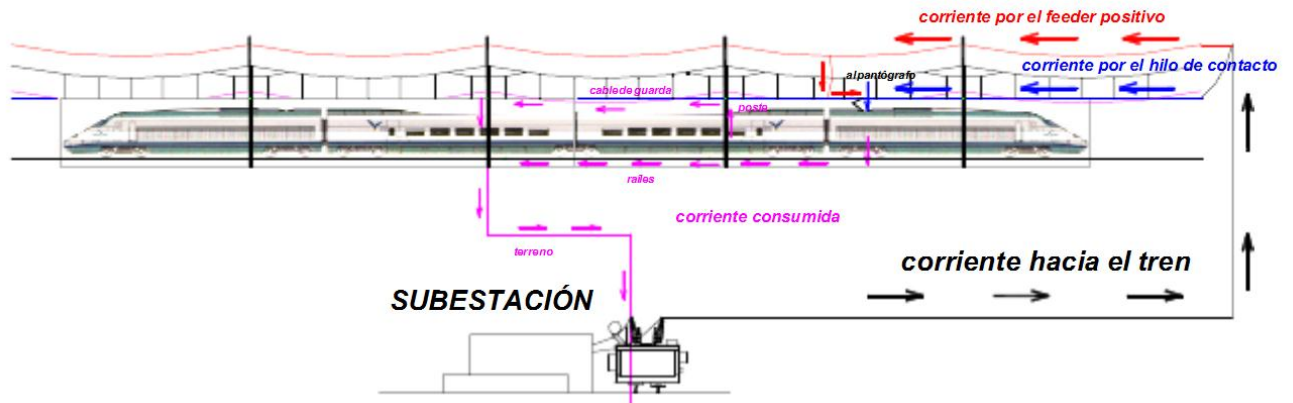 corriente por el feeder positivo
corriente por el hilo de contacto
al pantógrafo
cable de guarda
poste
raíles
corriente consumida
terreno
corriente hacia el tren
SUBESTACIÓN